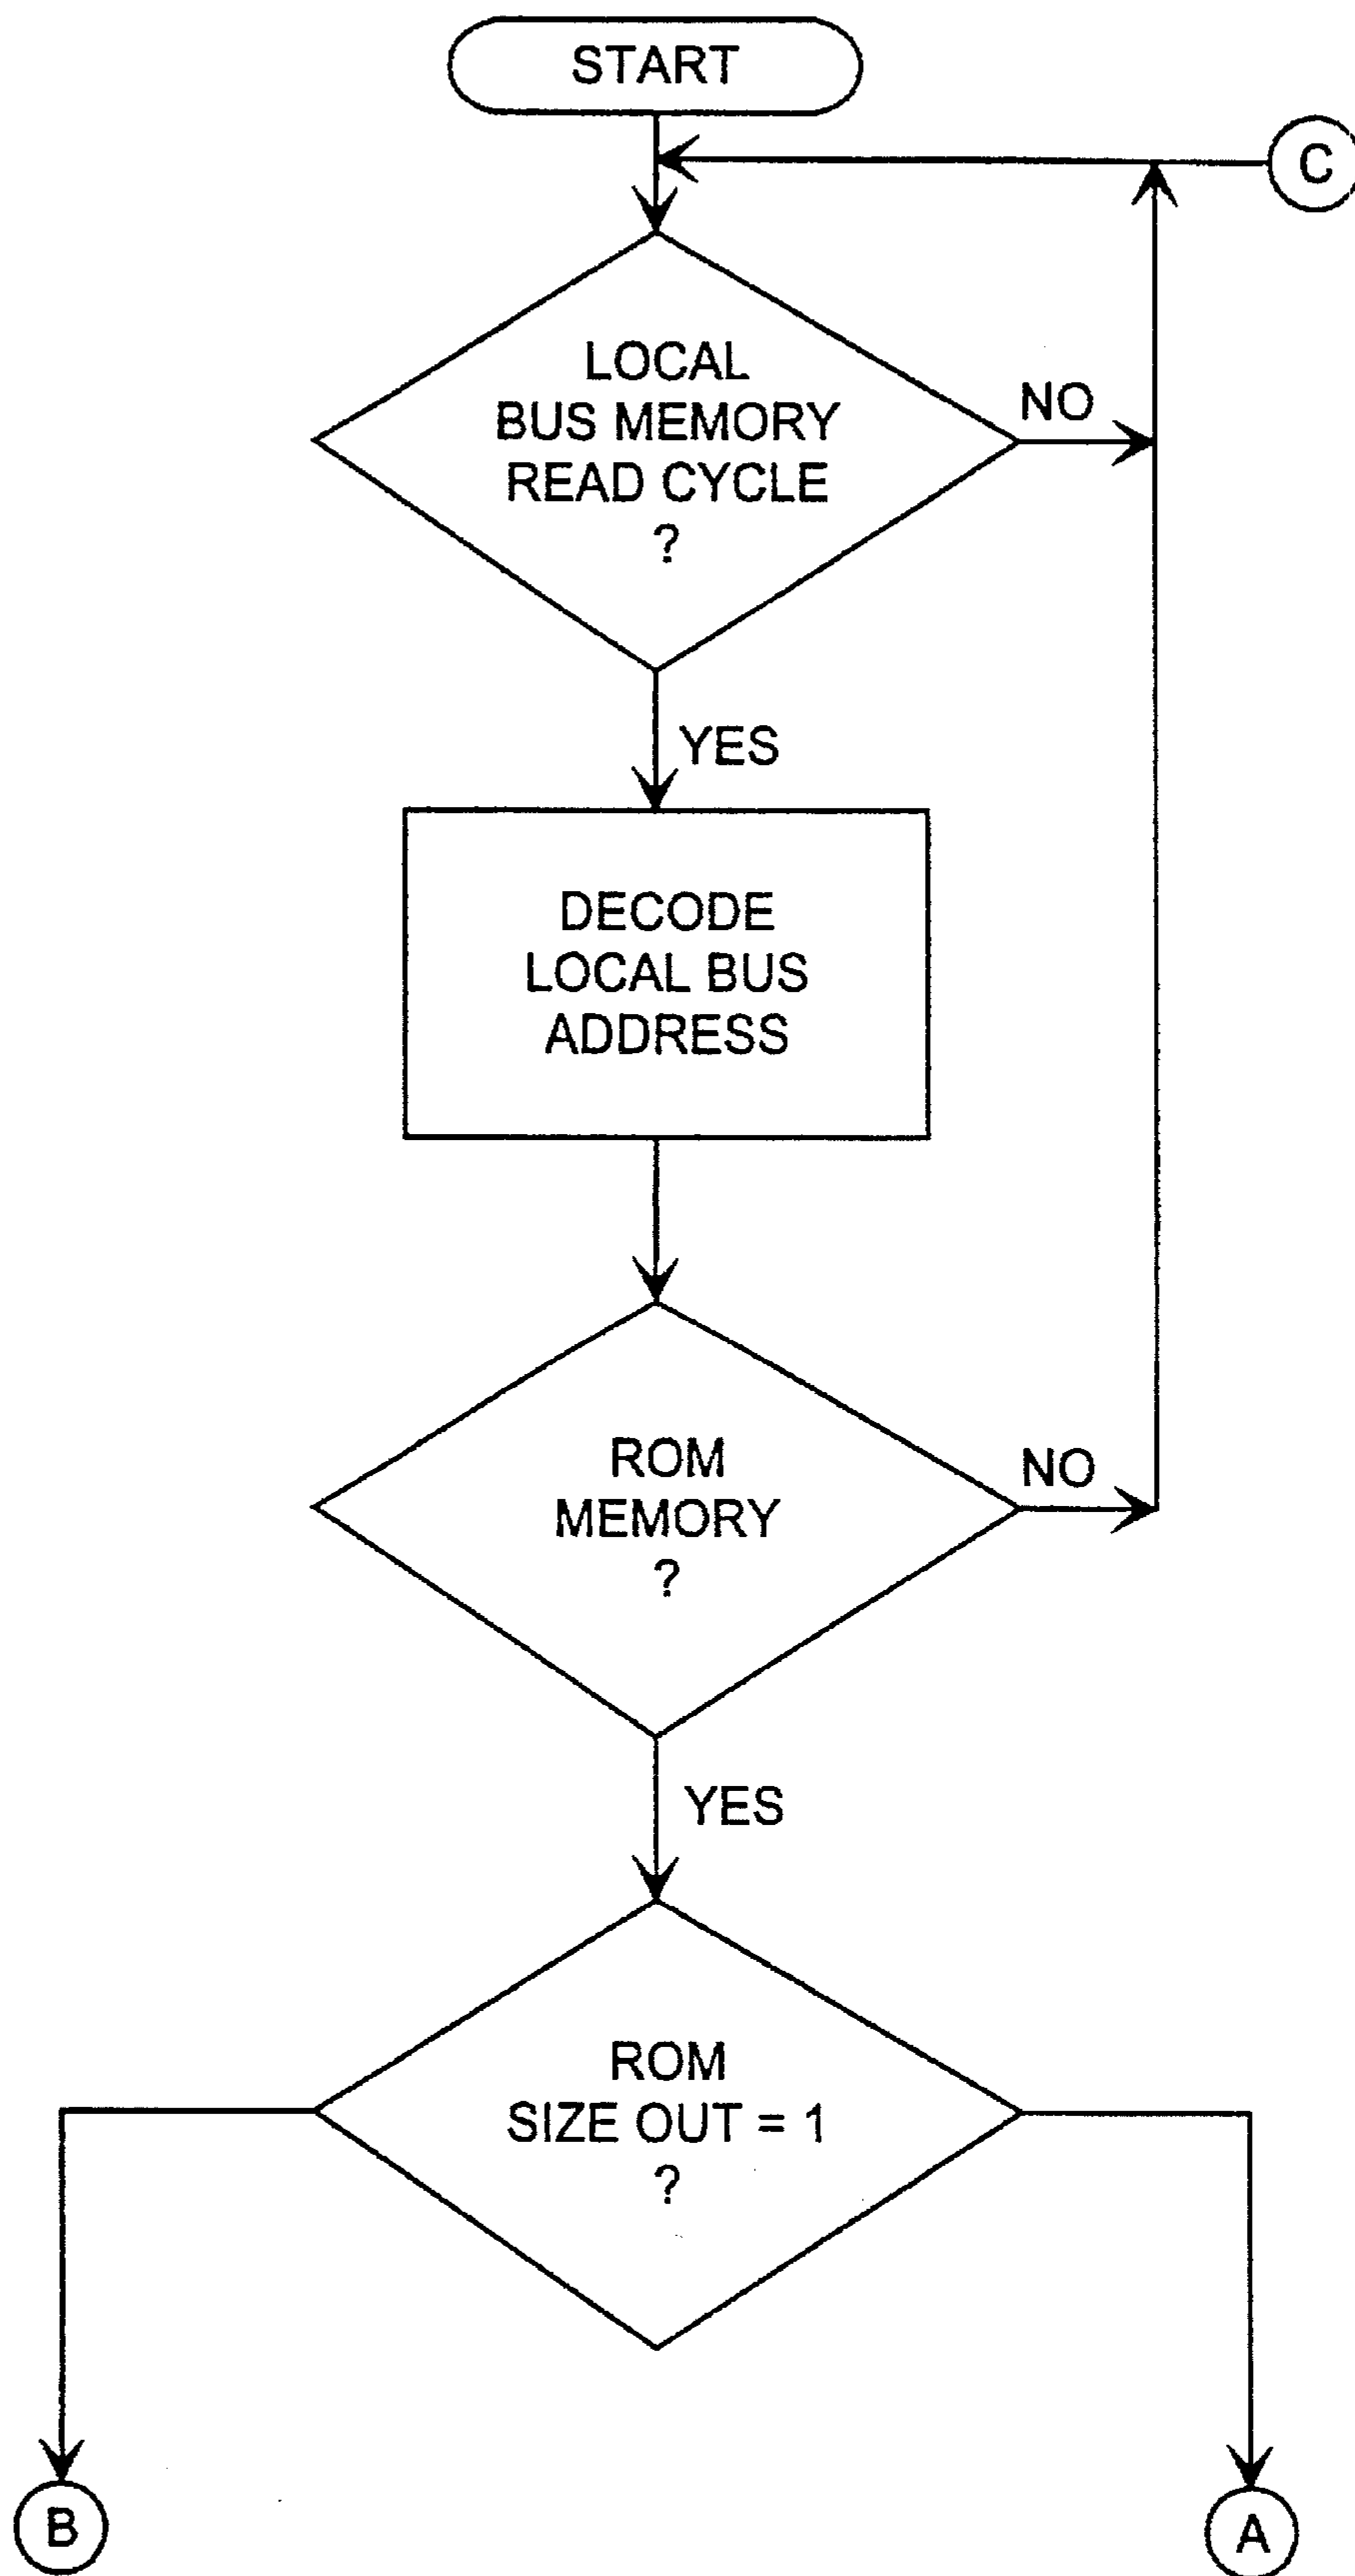 START
C
LOCAL
BUS MEMORY
READ CYCLE
?
NO
YES
DECODE
LOCAL BUS
ADDRESS
ROM
MEMORY
?
NO
YES
ROM
SIZE OUT = 1
?
B
A